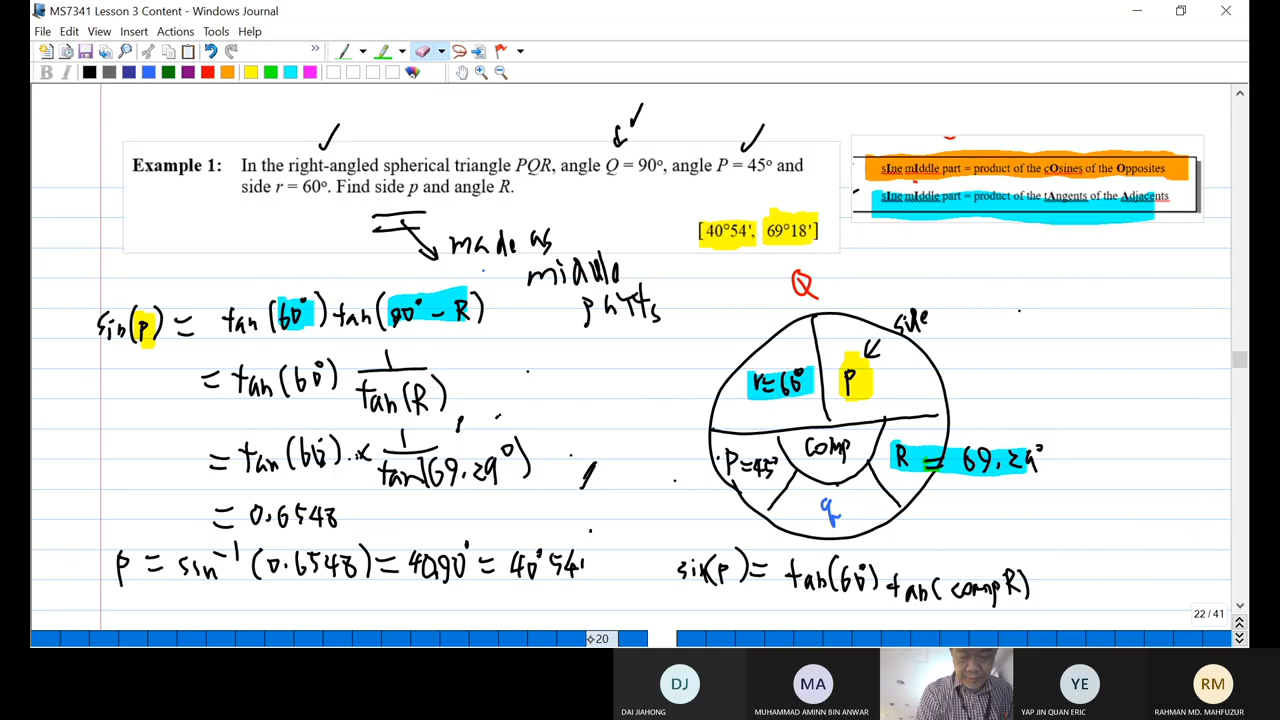 MS7341 Lesson 3 Content - Windows Journal
File Edit View Insert Actions Tools Help
B I
Example 1: In the right-angled spherical triangle PQR, angle Q = 90°, angle P = 45° and
side r = 60°. Find side p and angle R.
[ 40°54', 69°18']
sIne mIddle part = product of the cOsines of the Opposites
sIne mIddle part = product of the tAngents of the Adjacents
made as
middle
parts
sin(p) = tan(60°) tan(90° - R)
= tan(60°) 1/tan(R)
= tan(60°) × 1/tan(69.29°)
= 0.6548
p = sin⁻¹(0.6548) = 40.90° = 40°54'
Q
side
r=60° p
P=45° comp R = 69.29°
q
sin(p) = tan(60°) tan(comp R)
22 / 41
20
DJ MA YE RM
DAI JIAHONG MUHAMMAD AMINN BIN ANWAR YAP JIN QUAN ERIC RAHMAN MD. MAHFUZUR